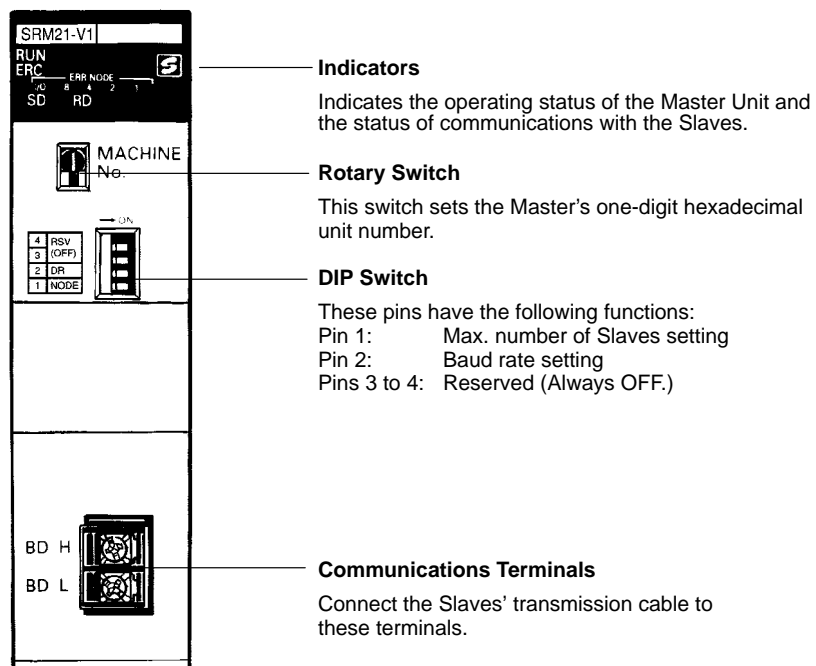 SRM21-V1
RUN
ERC
ERR NODE
I/O 8 4 2 1
SD RD
Indicators
Indicates the operating status of the Master Unit and
the status of communications with the Slaves.
MACHINE
No.
Rotary Switch
This switch sets the Master’s one-digit hexadecimal
unit number.
→ ON
4 RSV
3 (OFF)
2 DR
1 NODE
DIP Switch
These pins have the following functions:
Pin 1: Max. number of Slaves setting
Pin 2: Baud rate setting
Pins 3 to 4: Reserved (Always OFF.)
BD H
BD L
Communications Terminals
Connect the Slaves’ transmission cable to
these terminals.